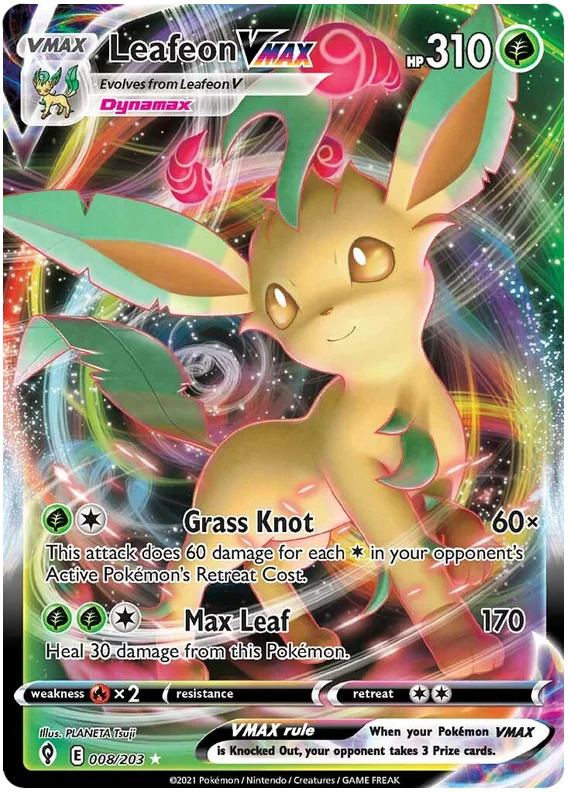 VMAX
Leafeon VMAX
HP 310
Evolves from Leafeon V
Dynamax
Grass Knot 60×
This attack does 60 damage for each in your opponent's
Active Pokémon's Retreat Cost.
Max Leaf 170
Heal 30 damage from this Pokémon.
weakness ×2 resistance retreat
Illus. PLANETA Tsuji
E 008/203
VMAX rule When your Pokémon VMAX
is Knocked Out, your opponent takes 3 Prize cards.
©2021 Pokémon / Nintendo / Creatures / GAME FREAK